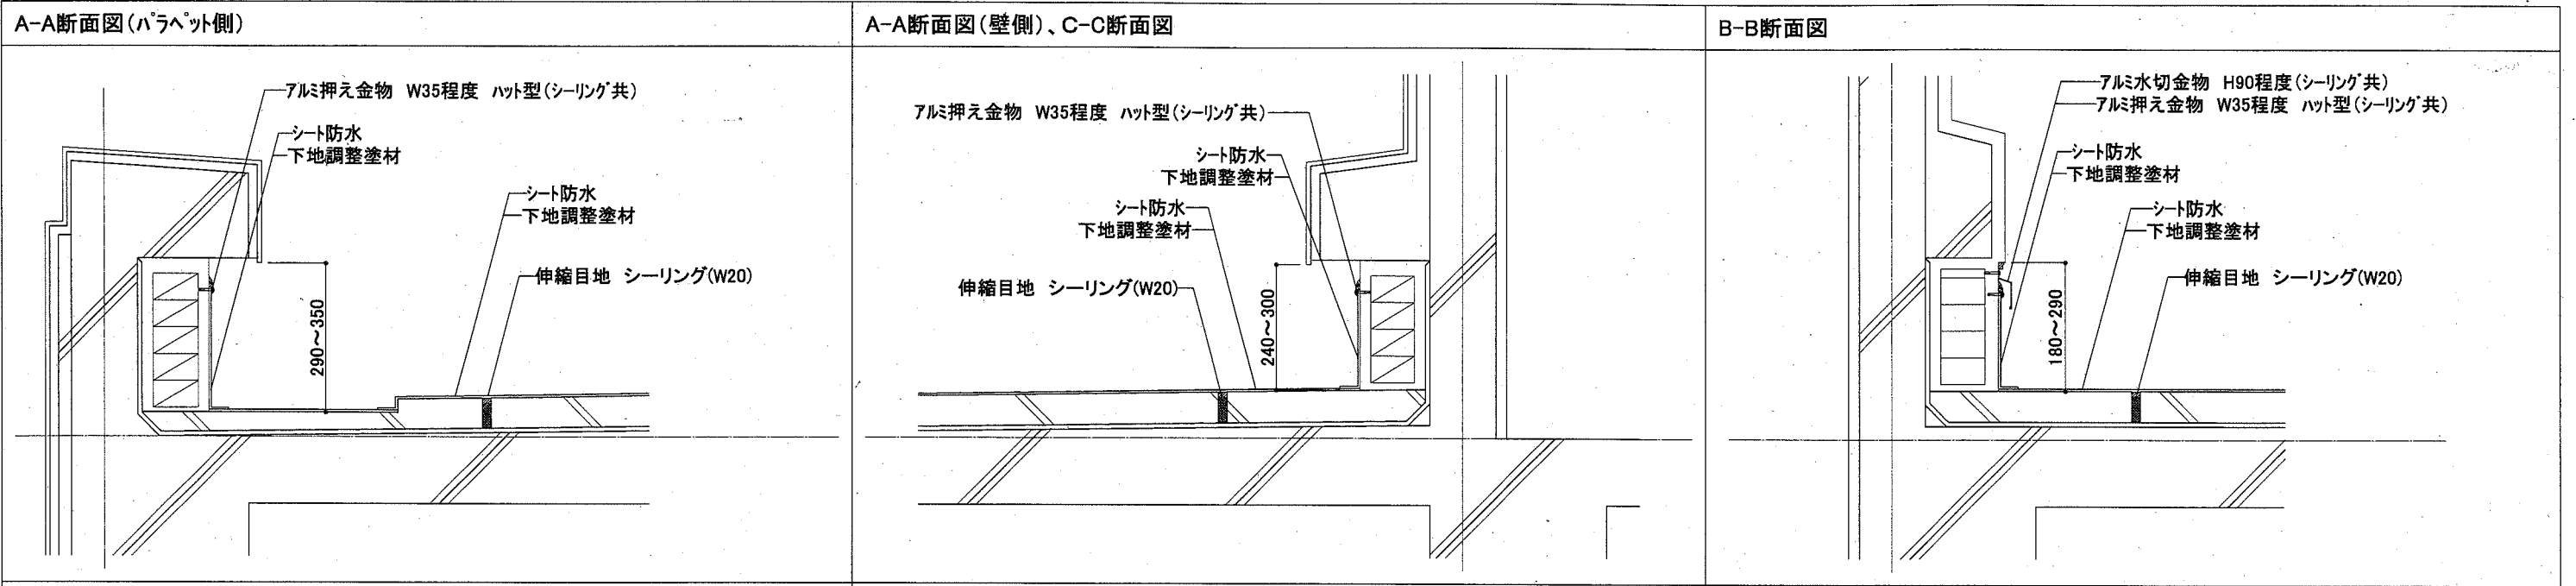 A-A断面図(パラペット側)
アルミ押え金物 W35程度 ハット型(シーリング共)
シート防水
下地調整塗材
シート防水
下地調整塗材
伸縮目地 シーリング(W20)
290～350
A-A断面図(壁側)、C-C断面図
アルミ押え金物 W35程度 ハット型(シーリング共)
シート防水
下地調整塗材
シート防水
下地調整塗材
伸縮目地 シーリング(W20)
240～300
B-B断面図
アルミ水切金物 H90程度(シーリング共)
アルミ押え金物 W35程度 ハット型(シーリング共)
シート防水
下地調整塗材
シート防水
下地調整塗材
伸縮目地 シーリング(W20)
180～290